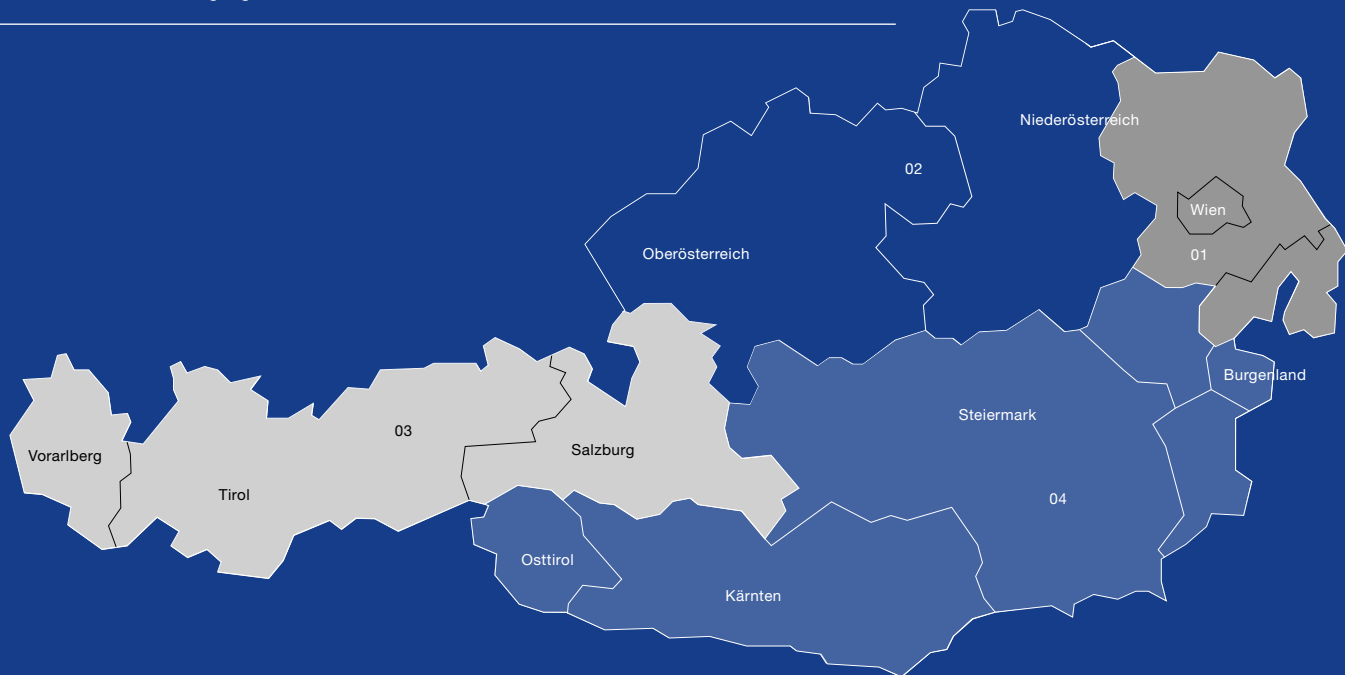 Niederösterreich
02
Wien
Oberösterreich
01
Burgenland
Steiermark
03
Salzburg
Vorarlberg
Tirol
04
Osttirol
Kärnten